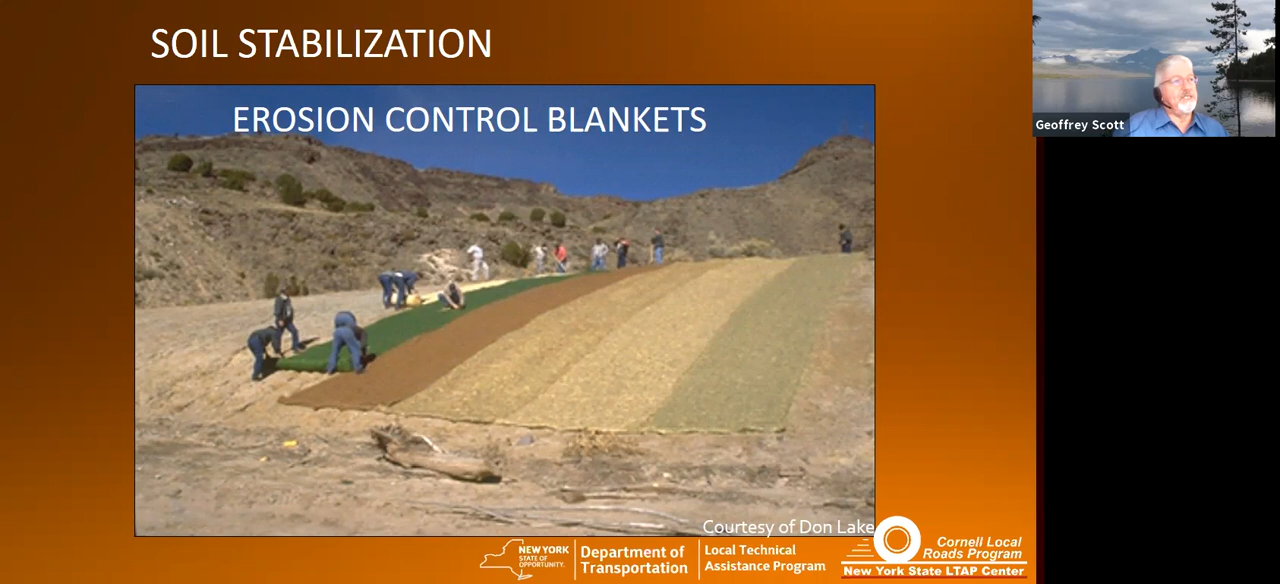 SOIL STABILIZATION
EROSION CONTROL BLANKETS
Geoffrey Scott
Courtesy of Don Lake
NEW YORK
STATE OF
OPPORTUNITY.
Department of
Transportation
Local Technical
Assistance Program
Cornell Local
Roads Program
New York State LTAP Center